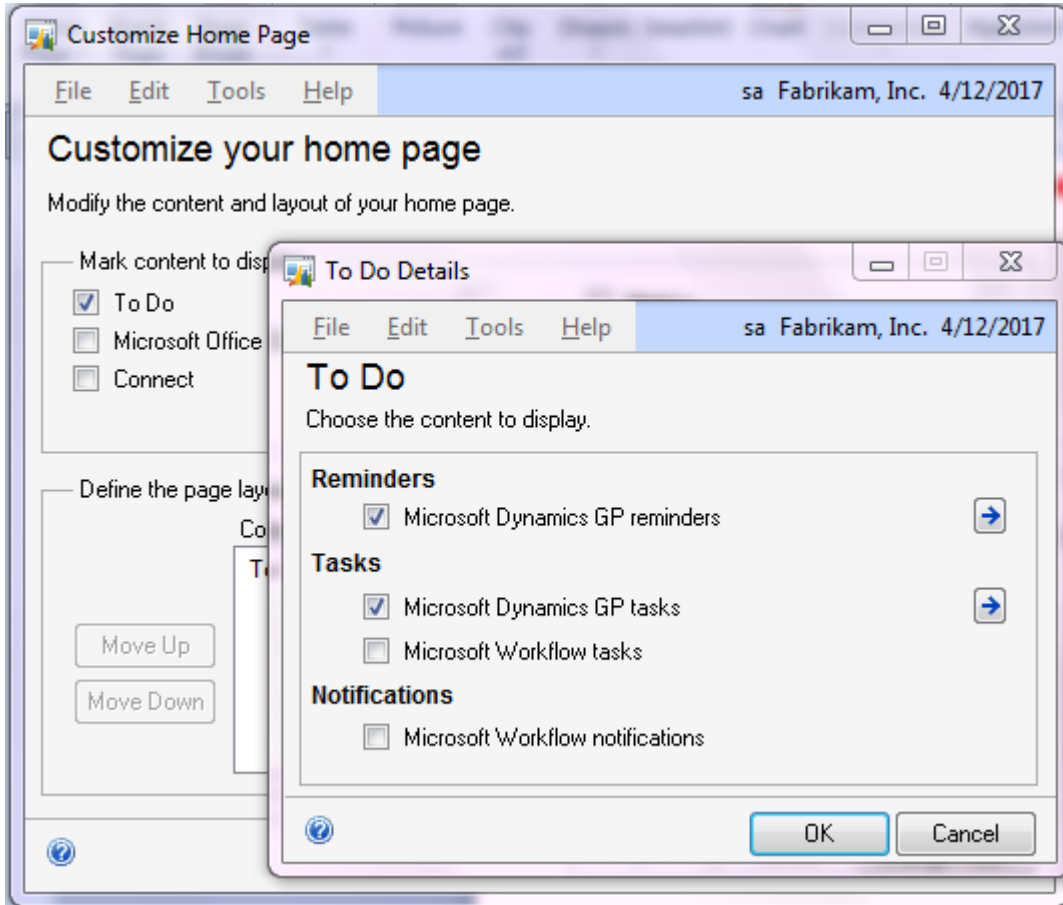 Customize Home Page
File Edit Tools Help sa Fabrikam, Inc. 4/12/2017
Customize your home page
Modify the content and layout of your home page.
Mark content to disp
To Do
Microsoft Office
Connect
Define the page layo
Co
To
Move Up
Move Down
To Do Details
File Edit Tools Help sa Fabrikam, Inc. 4/12/2017
To Do
Choose the content to display.
Reminders
Microsoft Dynamics GP reminders
Tasks
Microsoft Dynamics GP tasks
Microsoft Workflow tasks
Notifications
Microsoft Workflow notifications
OK Cancel